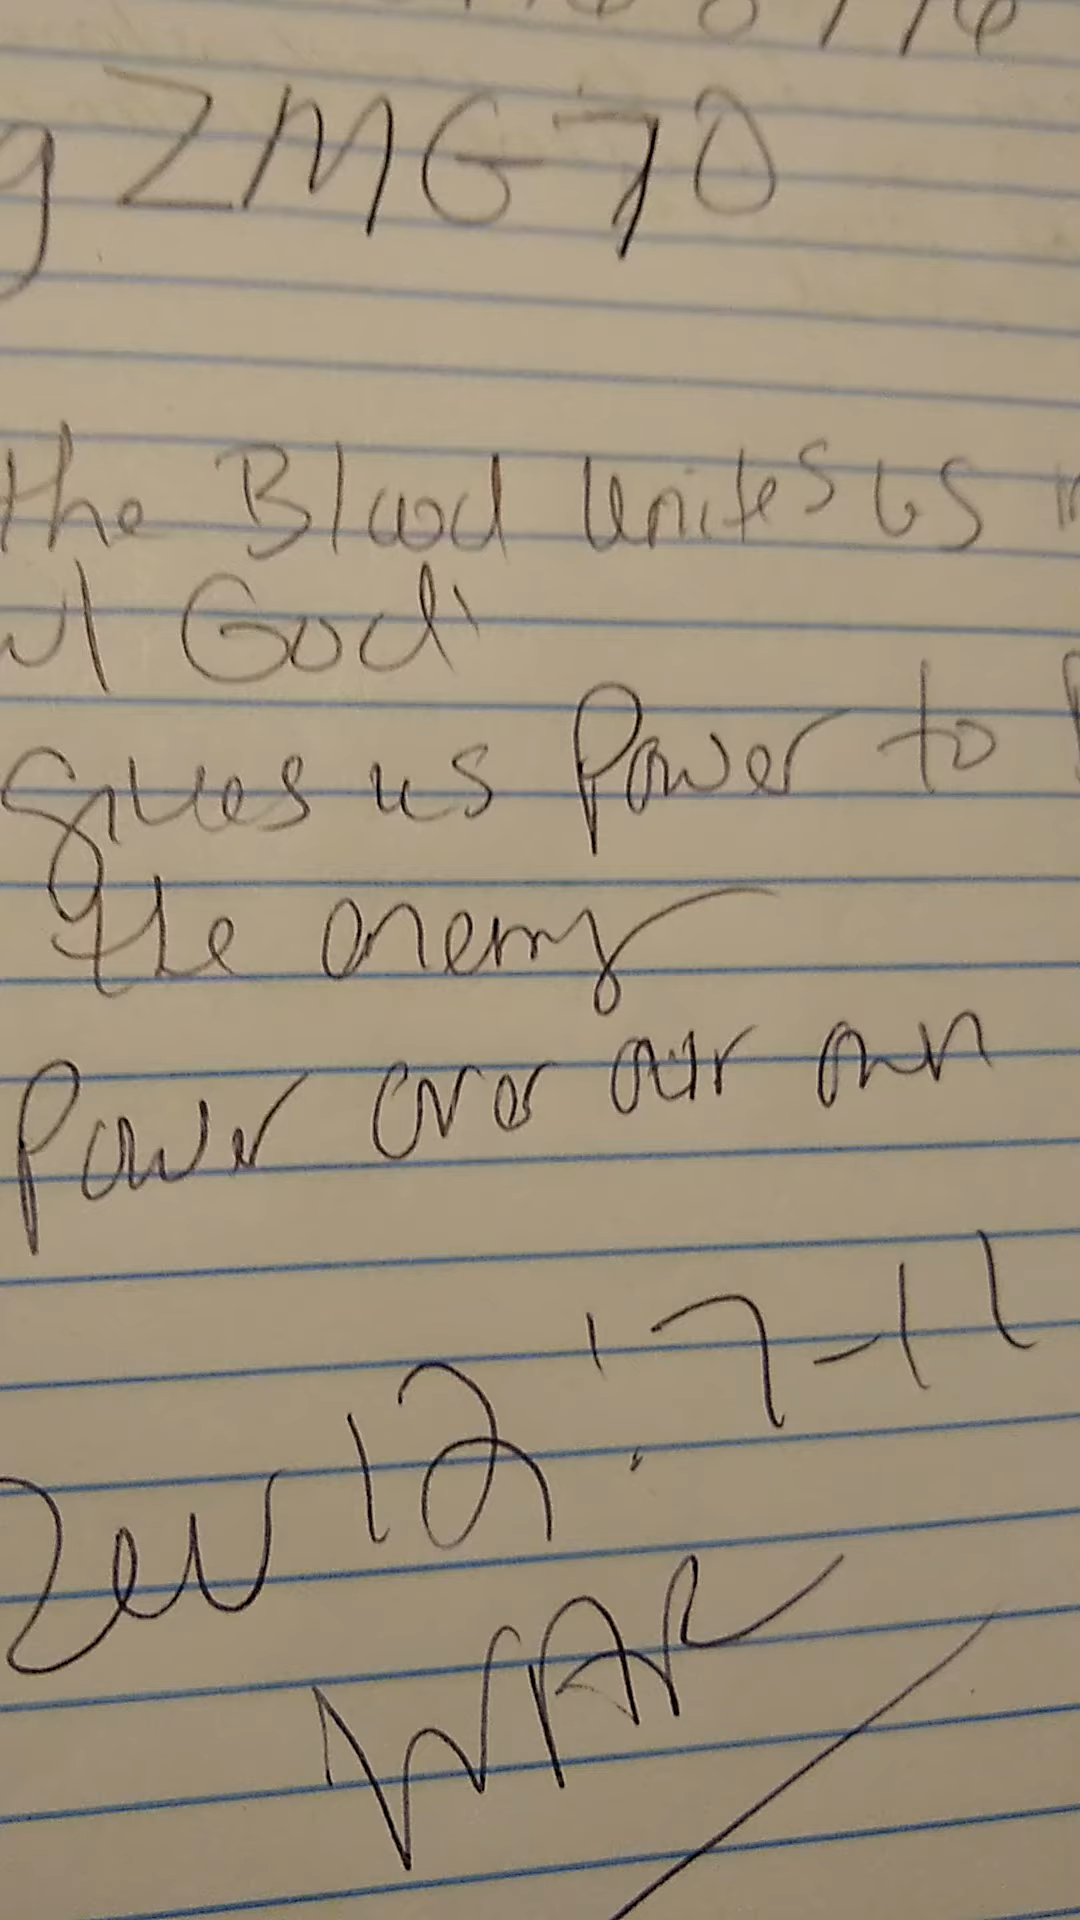 g ZMG70
the Blood Unites us
w/ God
Gives us Power to
the enemy
Power over our own
Rev 12:7-11
WAR